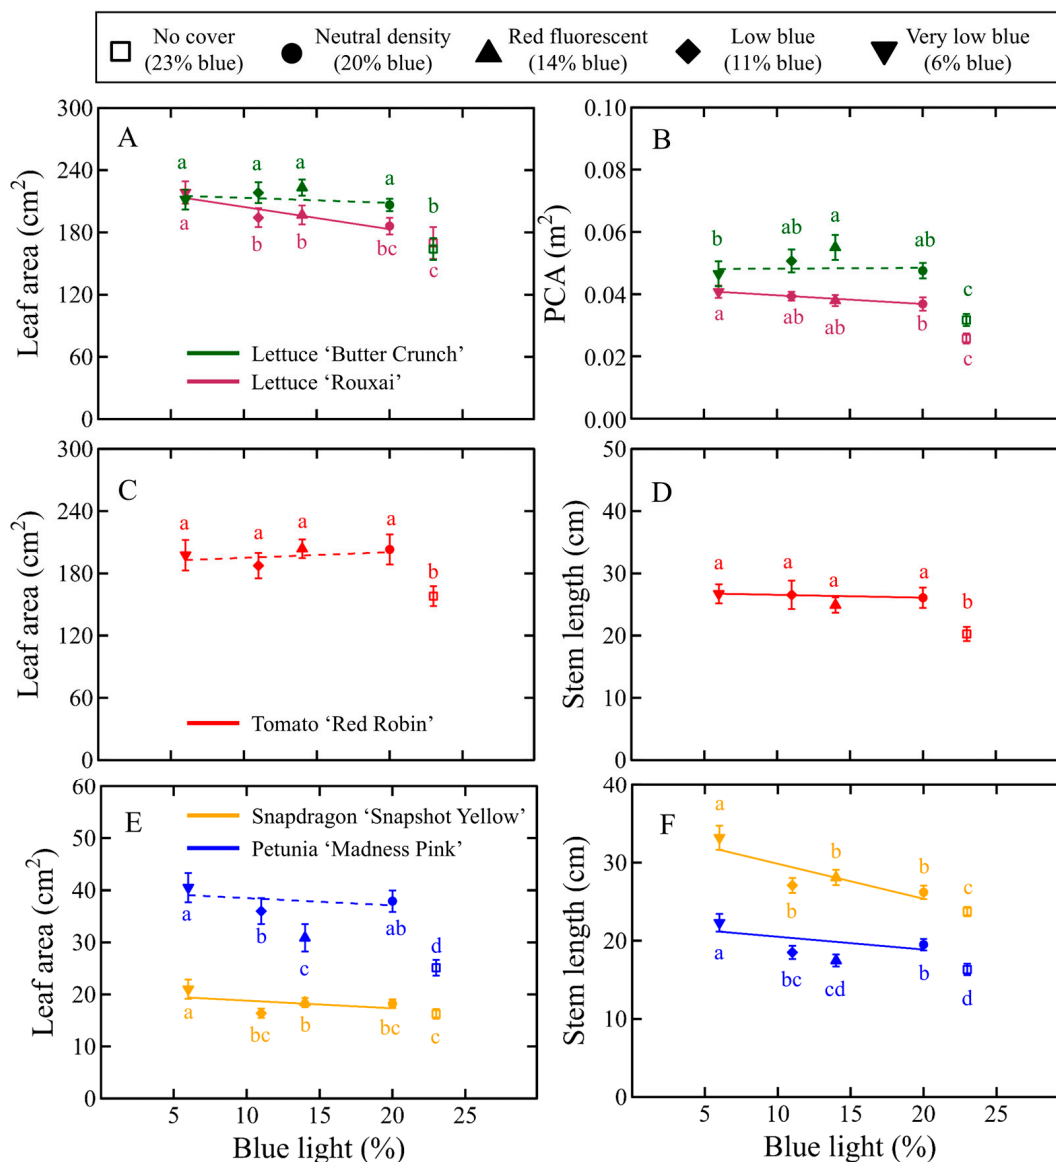 No cover
(23% blue)
Neutral density
(20% blue)
Red fluorescent
(14% blue)
Low blue
(11% blue)
Very low blue
(6% blue)
A
Leaf area (cm²)
300
240
180
120
60
0
a
a
a
a
b
a
b
b
bc
c
Lettuce ‘Butter Crunch’
Lettuce ‘Rouxai’
B
PCA (m²)
0.10
0.08
0.06
0.04
0.02
0.00
b
ab
a
ab
c
a
ab
ab
b
c
C
Leaf area (cm²)
300
240
180
120
60
0
a
a
a
a
b
Tomato ‘Red Robin’
D
Stem length (cm)
50
40
30
20
10
0
a
a
a
a
b
E
Leaf area (cm²)
60
50
40
30
20
10
0
Snapdragon ‘Snapshot Yellow’
Petunia ‘Madness Pink’
a
b
c
ab
d
a
bc
b
bc
c
5
10
15
20
25
Blue light (%)
F
Stem length (cm)
40
30
20
10
0
a
b
b
b
c
a
bc
cd
b
d
5
10
15
20
25
Blue light (%)